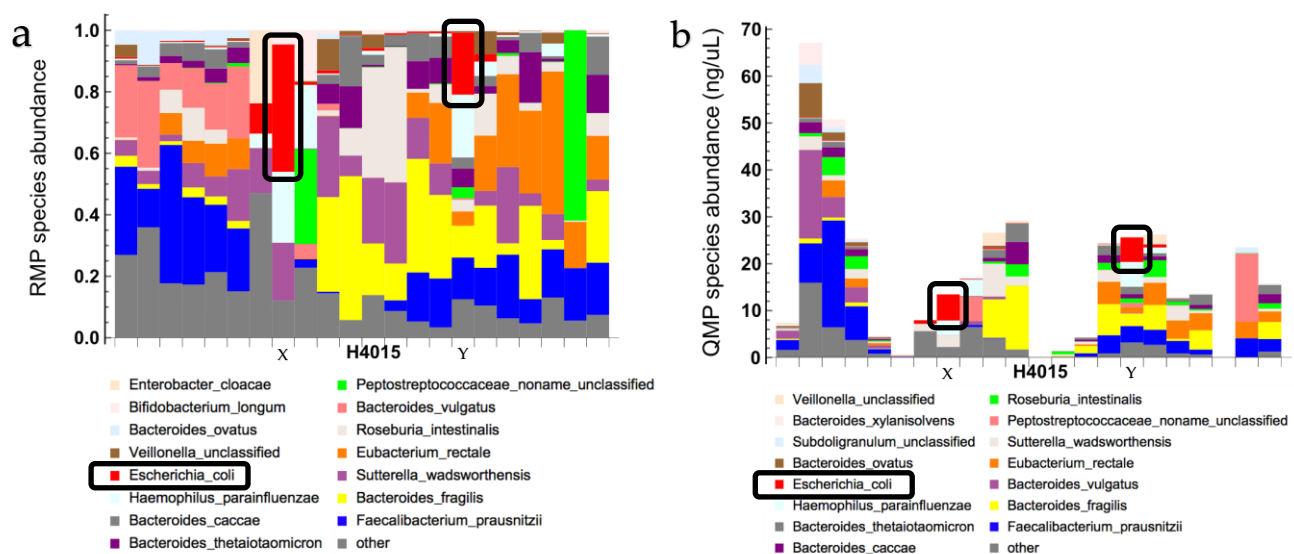 a
RMP species abundance
1.0
0.8
0.6
0.4
0.2
0.0
X H4015 Y
Enterobacter_cloacae
Bifidobacterium_longum
Bacteroides_ovatus
Veillonella_unclassified
Escherichia_coli
Haemophilus_parainfluenzae
Bacteroides_caccae
Bacteroides_thetaiotaomicron
Peptostreptococcaceae_noname_unclassified
Bacteroides_vulgatus
Roseburia_intestinalis
Eubacterium_rectale
Sutterella_wadsworthensis
Bacteroides_fragilis
Faecalibacterium_prausnitzii
other
b
QMP species abundance (ng/uL)
70
60
50
40
30
20
10
0
X H4015 Y
Veillonella_unclassified
Bacteroides_xylanisolvens
Subdoligranulum_unclassified
Bacteroides_ovatus
Escherichia_coli
Haemophilus_parainfluenzae
Bacteroides_thetaiotaomicron
Bacteroides_caccae
Roseburia_intestinalis
Peptostreptococcaceae_noname_unclassified
Sutterella_wadsworthensis
Eubacterium_rectale
Bacteroides_vulgatus
Bacteroides_fragilis
Faecalibacterium_prausnitzii
other